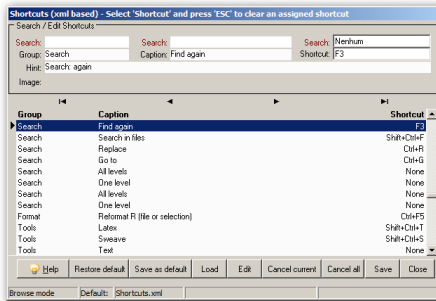 Shortcuts (xml based) - Select 'Shortcut' and press 'ESC' to clear an assigned shortcut
Search / Edit Shortcuts
Search: Search: Search: Nenhum
Group: Search Caption: Find again Shortcut: F3
Hint: Search: again
Image:
Group Caption Shortcut
Search Find again F3
Search Search in files Shift+Ctrl+F
Search Replace Ctrl+R
Search Go to Ctrl+G
Search All levels None
Search One level None
Search All levels None
Search One level None
Format Reformat R (file or selection) Ctrl+F5
Tools Latex Shift+Ctrl+T
Tools Sweave Shift+Ctrl+S
Tools Text None
Help Restore default Save as default Load Edit Cancel current Cancel all Save Close
Browse mode Default: Shortcuts.xml